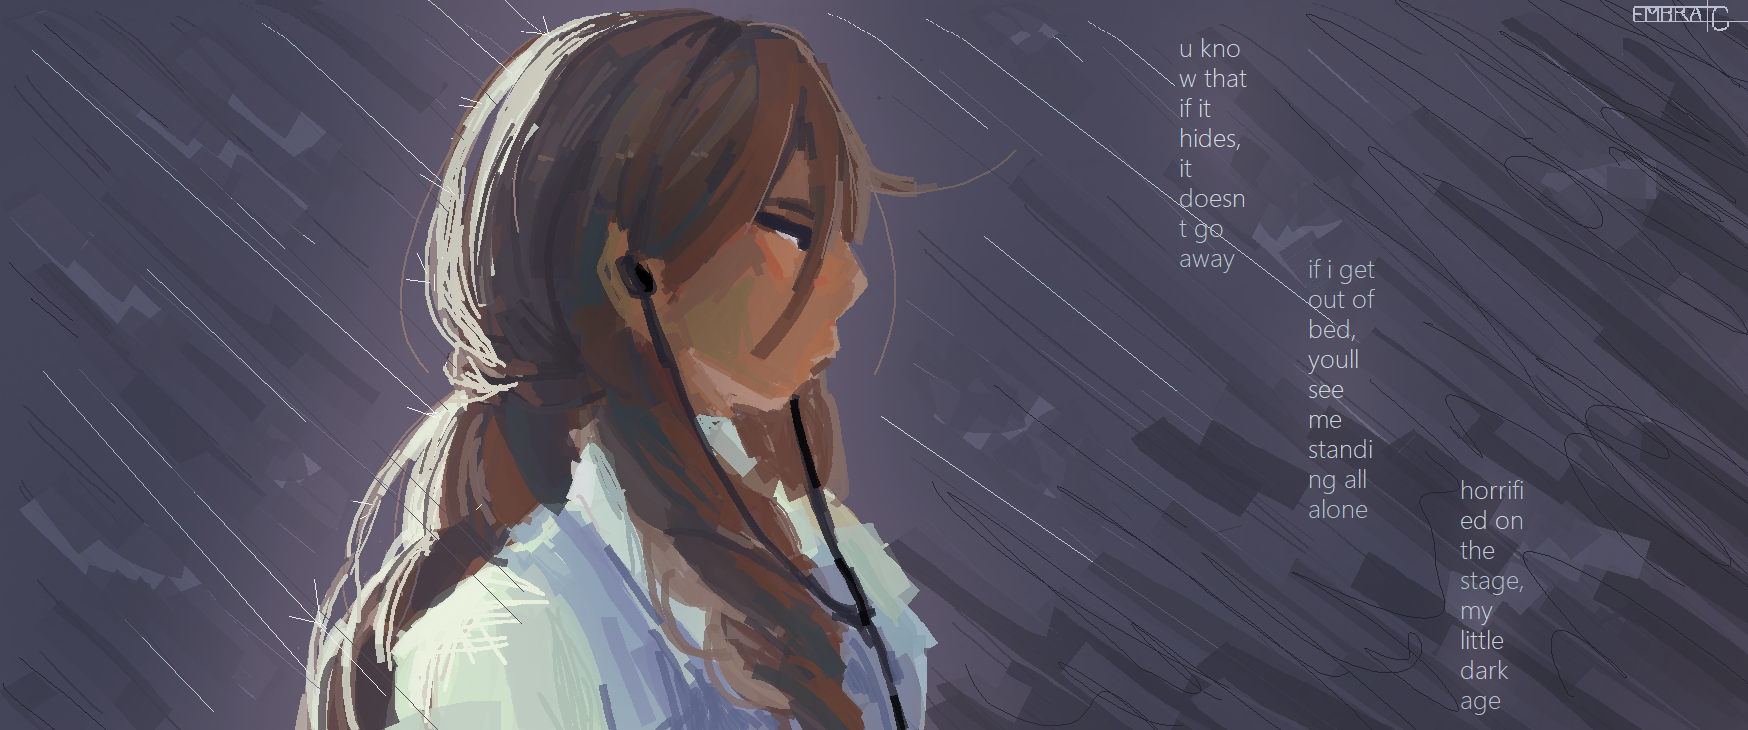 EMBRATC
u kno
w that
if it
hides,
it
doesn
t go
away
if i get
out of
bed,
youll
see
me
standi
ng all
alone
horrifi
ed on
the
stage,
my
little
dark
age